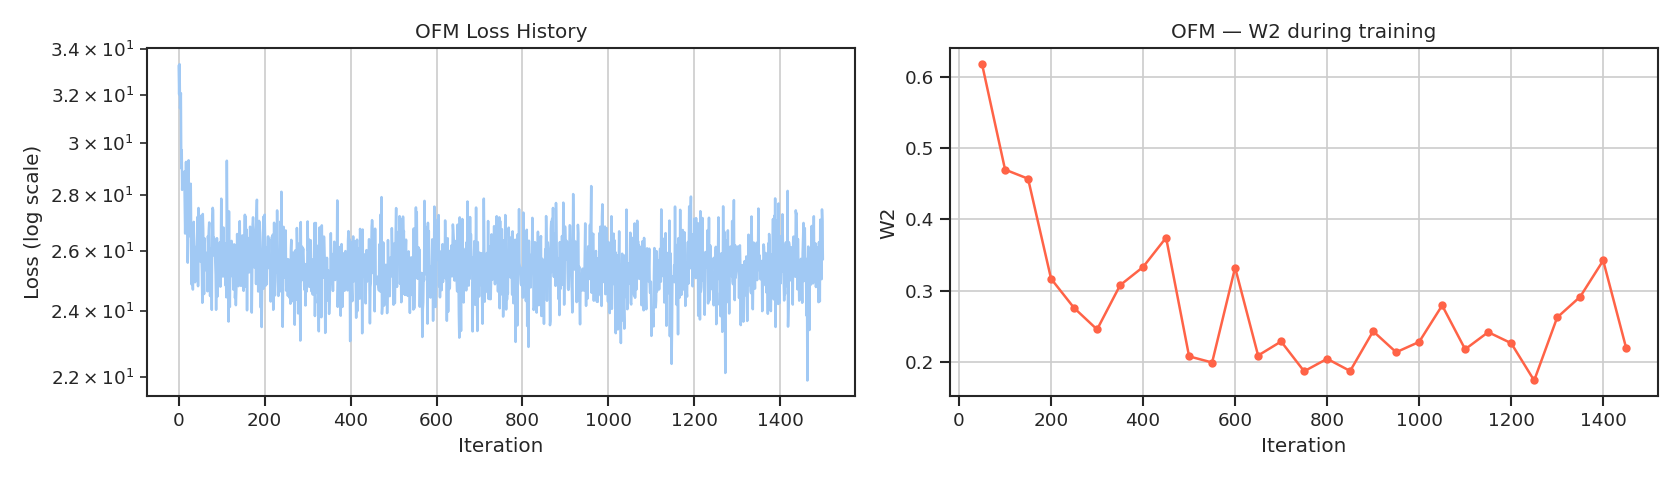 OFM Loss History
3.4 × 10¹
3.2 × 10¹
3 × 10¹
2.8 × 10¹
2.6 × 10¹
2.4 × 10¹
2.2 × 10¹
Loss (log scale)
0 200 400 600 800 1000 1200 1400
Iteration
OFM — W2 during training
0.6
0.5
0.4
0.3
0.2
W2
0 200 400 600 800 1000 1200 1400
Iteration